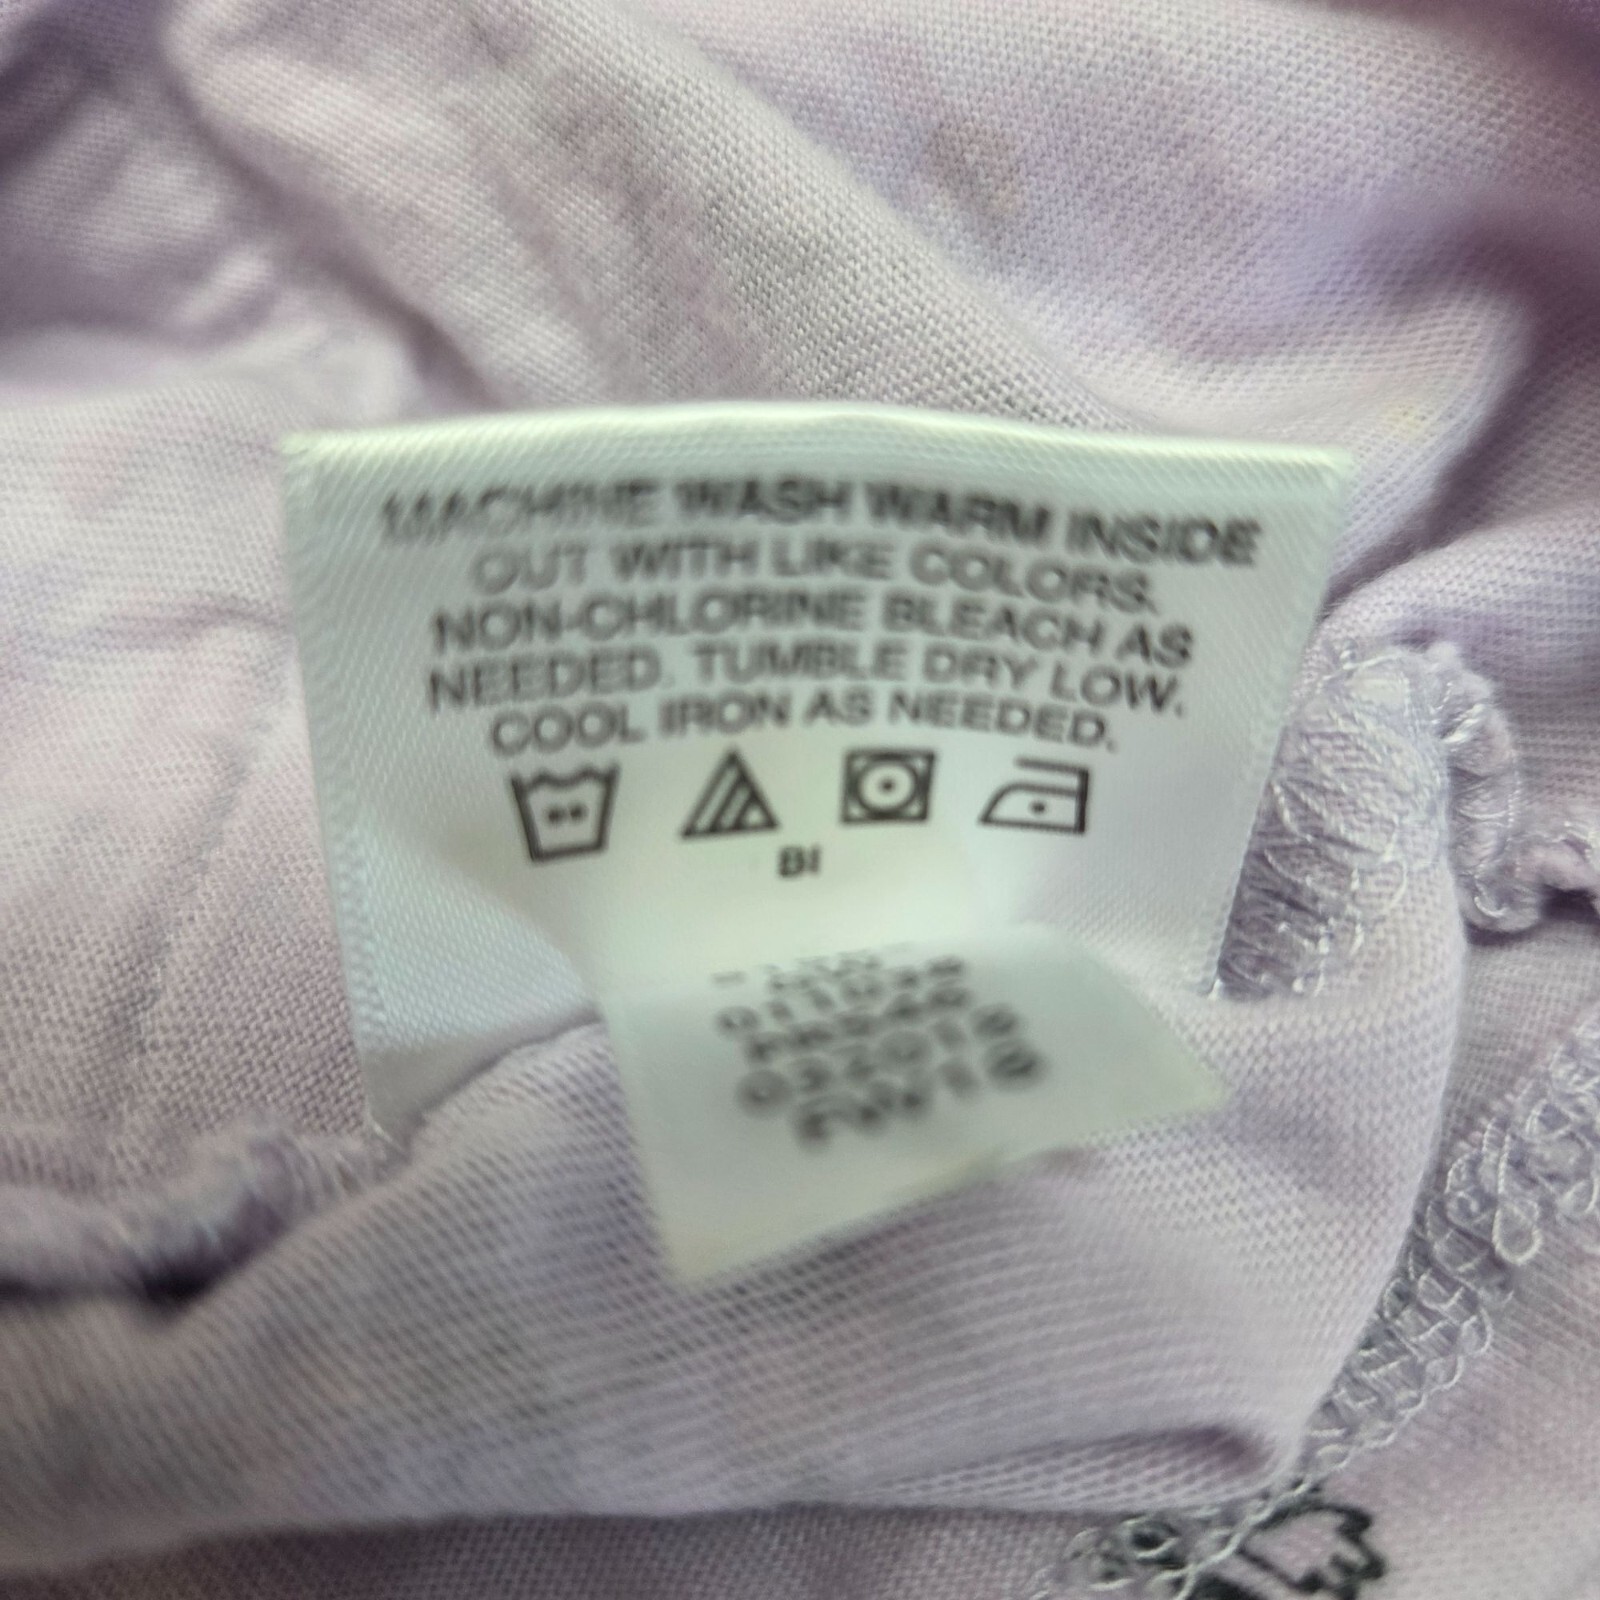 MACHINE WASH WARM INSIDE
OUT WITH LIKE COLORS.
NON-CHLORINE BLEACH AS
NEEDED. TUMBLE DRY LOW.
COOL IRON AS NEEDED.
BI